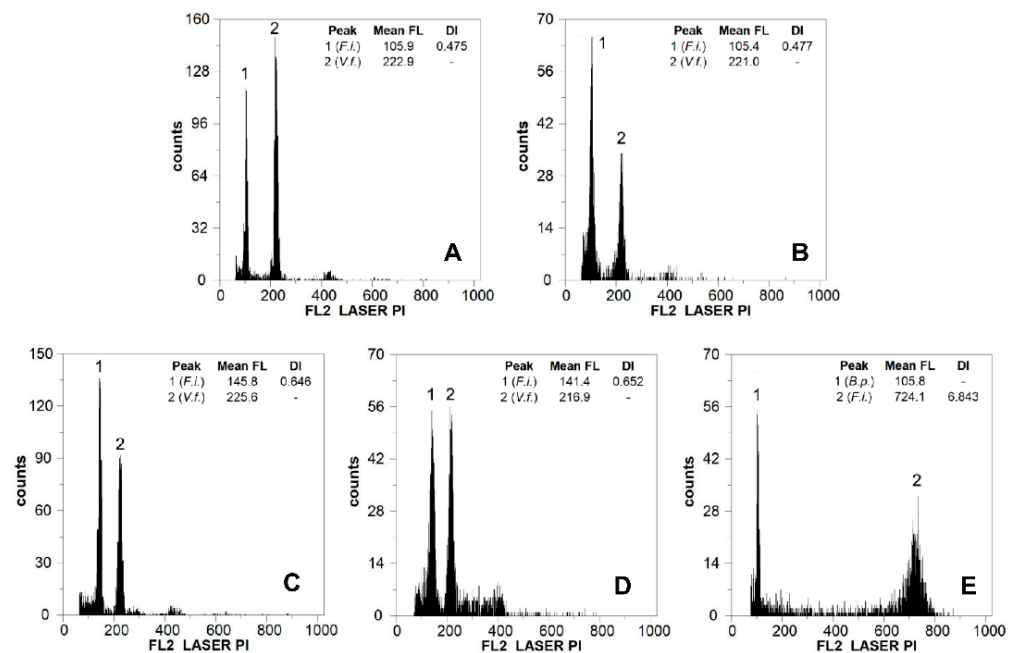 160
128
96
64
32
0
counts
1
2
Peak Mean FL DI
1 (F.i.) 105.9 0.475
2 (V.f.) 222.9 -
A
0 200 400 600 800 1000
FL2 LASER PI
70
56
42
28
14
0
counts
1
2
Peak Mean FL DI
1 (F.i.) 105.4 0.477
2 (V.f.) 221.0 -
B
0 200 400 600 800 1000
FL2 LASER PI
150
120
90
60
30
0
counts
1
2
Peak Mean FL DI
1 (F.i.) 145.8 0.646
2 (V.f.) 225.6 -
C
0 200 400 600 800 1000
FL2 LASER PI
70
56
42
28
14
0
counts
1 2
Peak Mean FL DI
1 (F.i.) 141.4 0.652
2 (V.f.) 216.9 -
D
0 200 400 600 800 1000
FL2 LASER PI
70
56
42
28
14
0
counts
1
2
Peak Mean FL DI
1 (B.p.) 105.8 -
2 (F.i.) 724.1 6.843
E
0 200 400 600 800 1000
FL2 LASER PI